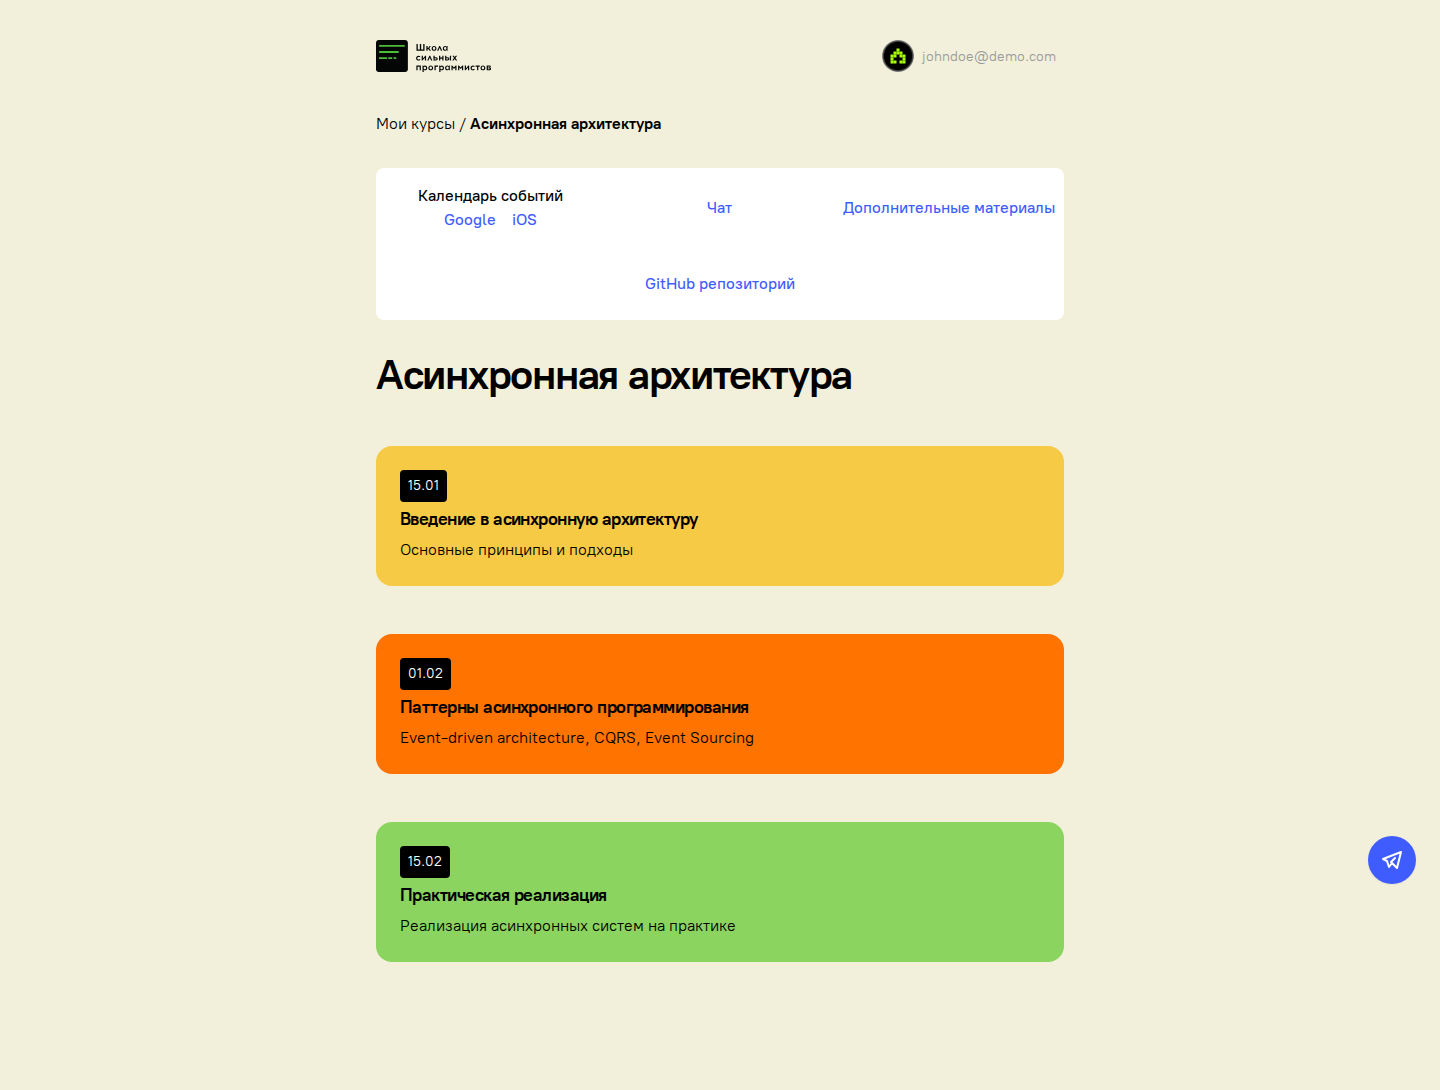 Школа
сильных
программистов
johndoe@demo.com
Мои курсы / Асинхронная архитектура
Календарь событий
Google iOS
Чат
Дополнительные материалы
GitHub репозиторий
Асинхронная архитектура
15.01
Введение в асинхронную архитектуру
Основные принципы и подходы
01.02
Паттерны асинхронного программирования
Event-driven architecture, CQRS, Event Sourcing
15.02
Практическая реализация
Реализация асинхронных систем на практике